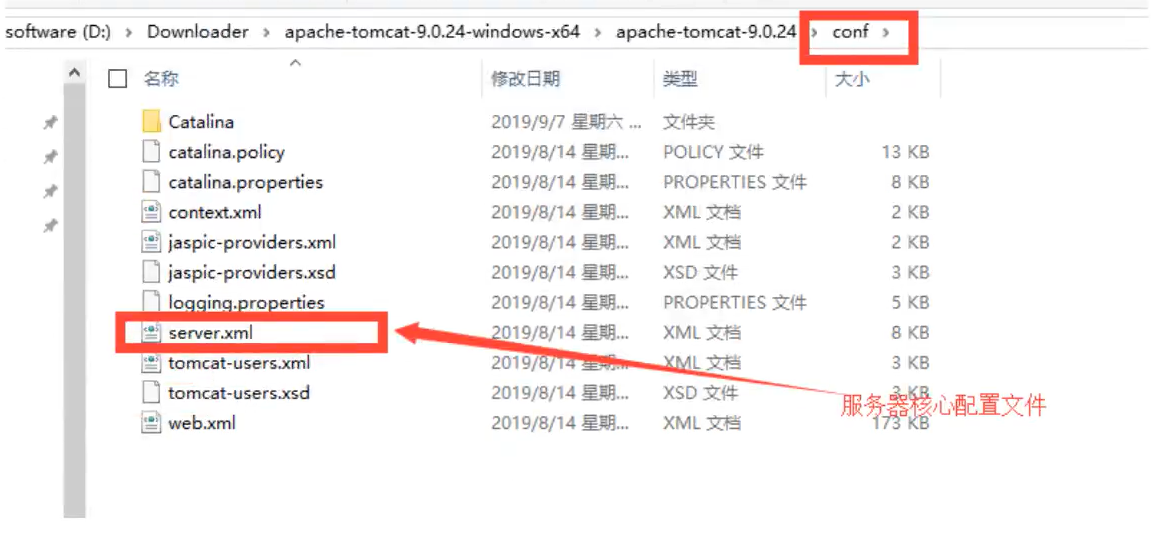 software (D:) › Downloader › apache-tomcat-9.0.24-windows-x64 › apache-tomcat-9.0.24 › conf ›
名称 修改日期 类型 大小
Catalina 2019/9/7 星期六 ... 文件夹
catalina.policy 2019/8/14 星期... POLICY 文件 13 KB
catalina.properties 2019/8/14 星期... PROPERTIES 文件 8 KB
context.xml 2019/8/14 星期... XML 文档 2 KB
jaspic-providers.xml 2019/8/14 星期... XML 文档 2 KB
jaspic-providers.xsd 2019/8/14 星期... XSD 文件 3 KB
logging.properties 2019/8/14 星期... PROPERTIES 文件 5 KB
server.xml 2019/8/14 星期... XML 文档 8 KB
tomcat-users.xml 2019/8/14 星期... XML 文档 3 KB
tomcat-users.xsd 2019/8/14 星期... XSD 文件 3 KB
服务器核心配置文件
web.xml 2019/8/14 星期... XML 文档 173 KB